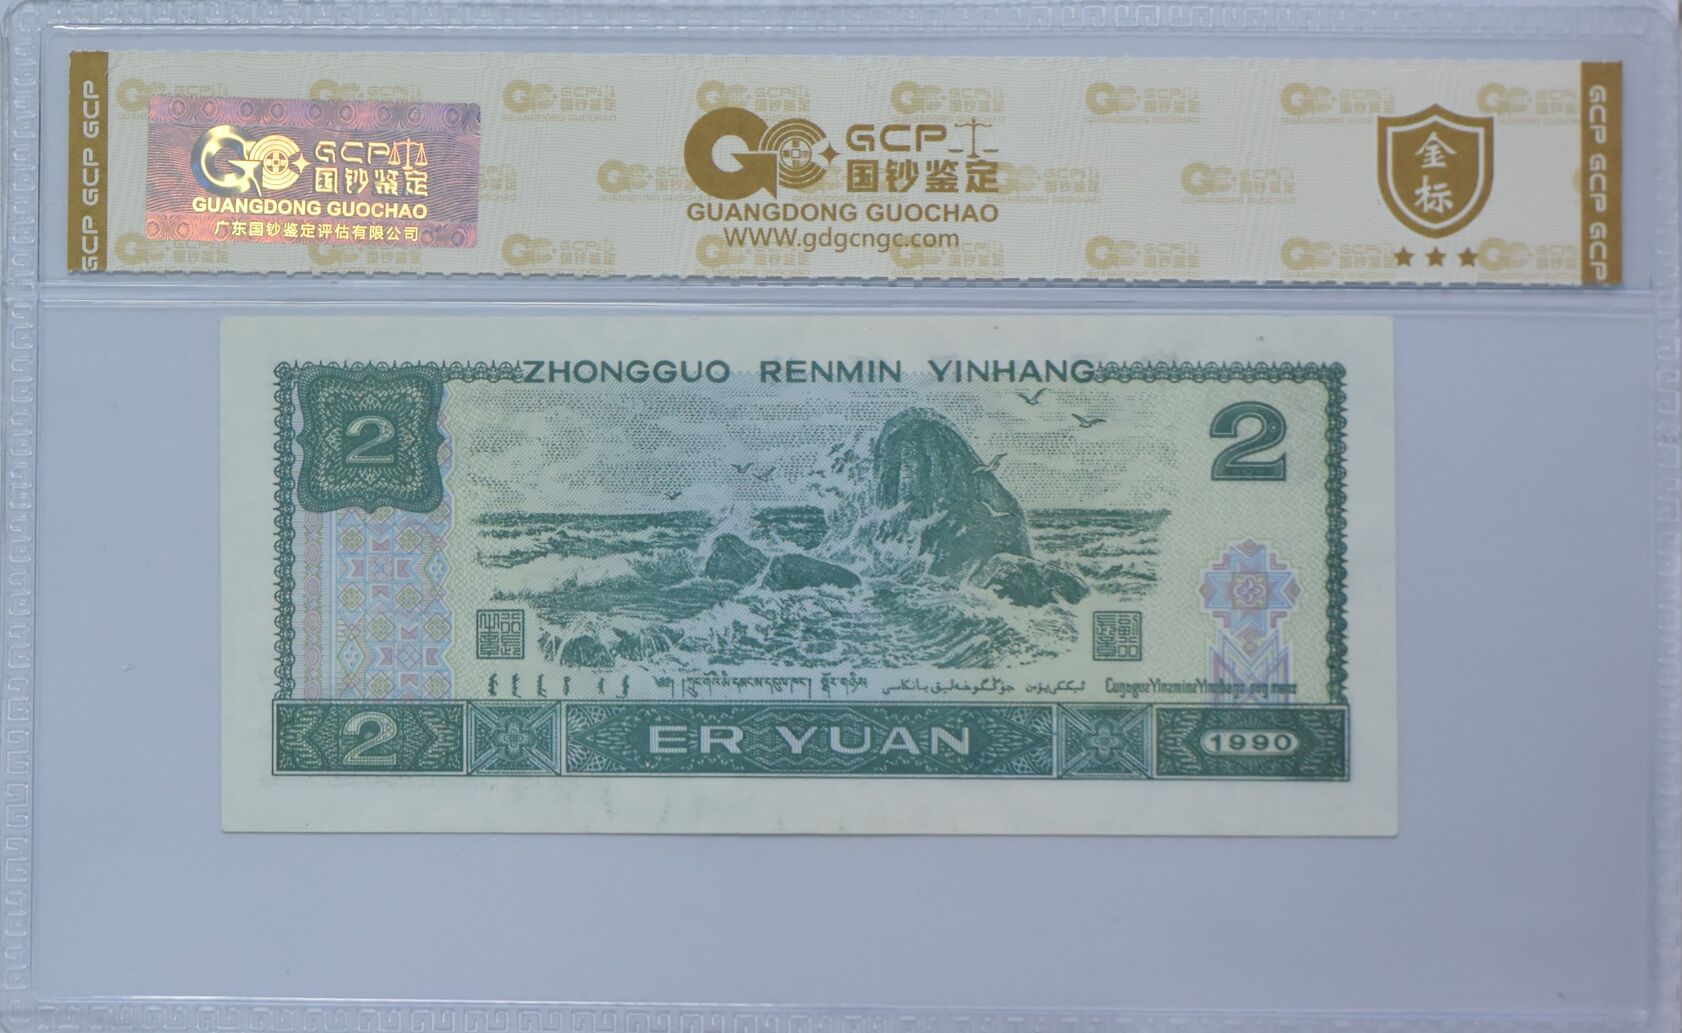 GCP GCP GCP
GCP
国钞鉴定
GUANGDONG GUOCHAO
广东国钞鉴定评估有限公司
GCP
国钞鉴定
GUANGDONG GUOCHAO
WWW.gdgcngc.com
金标
GCP GCP GCP
ZHONGGUO RENMIN YINHANG
2
2
2
ER YUAN
1990